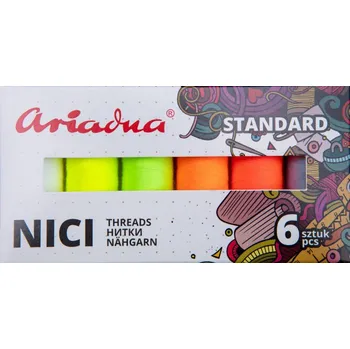 ariadna®
STANDARD
NICI
THREADS
НИТКИ
NÄHGARN
6 sztuk
pcs